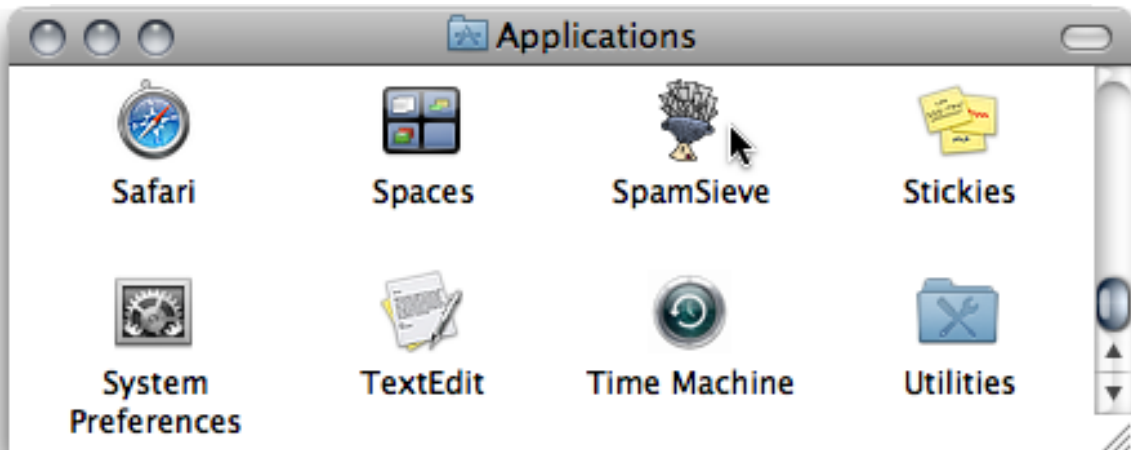 Applications
Safari
Spaces
SpamSieve
Stickies
System
Preferences
TextEdit
Time Machine
Utilities